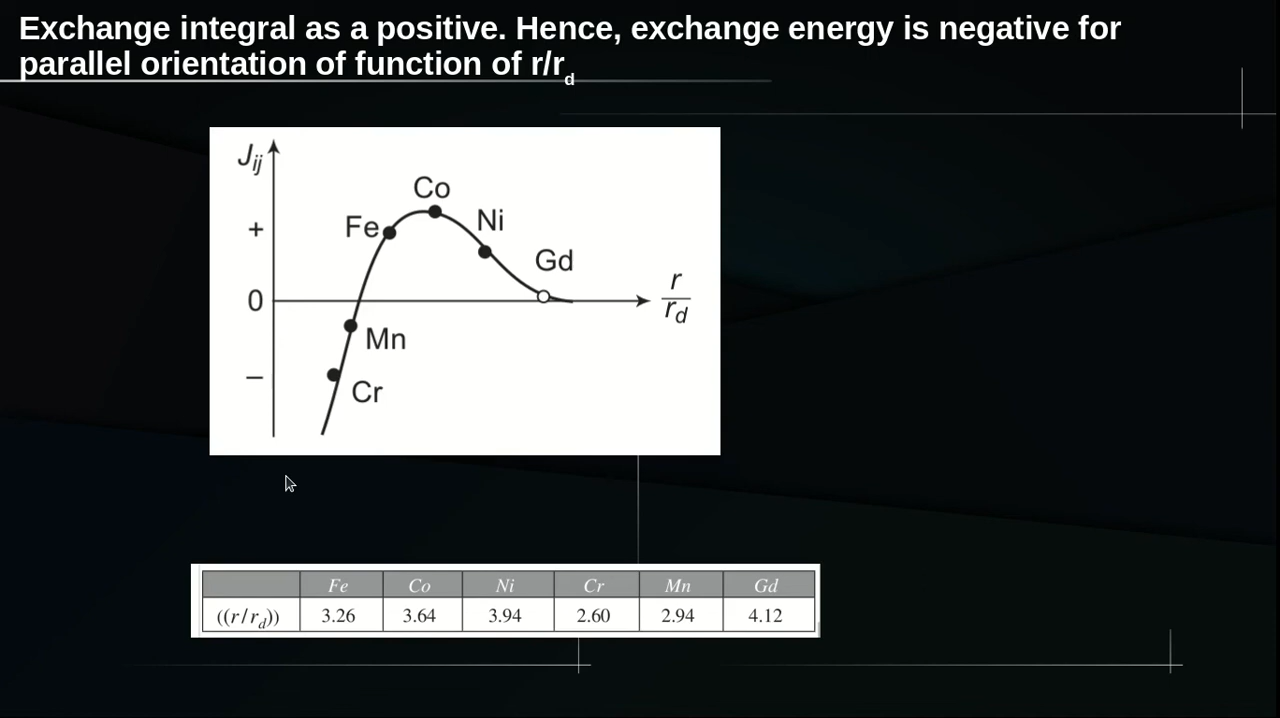 Exchange integral as a positive. Hence, exchange energy is negative for
parallel orientation of function of r/rd
Jij
Co
Fe
Ni
+
Gd
r
rd
0
Mn
–
Cr
Fe Co Ni Cr Mn Gd
((r/rd)) 3.26 3.64 3.94 2.60 2.94 4.12